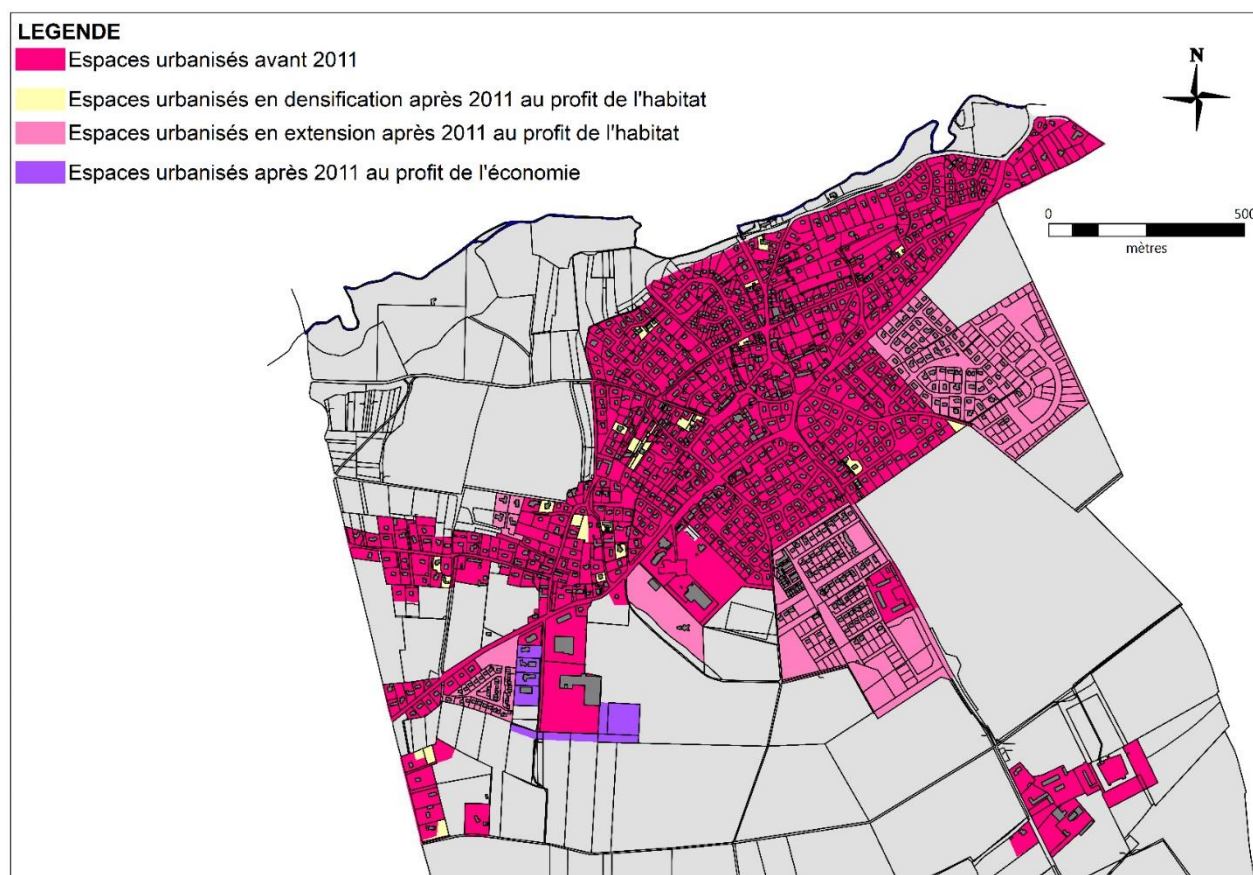 LEGENDE
Espaces urbanisés avant 2011
Espaces urbanisés en densification après 2011 au profit de l'habitat
Espaces urbanisés en extension après 2011 au profit de l'habitat
Espaces urbanisés après 2011 au profit de l'économie
N
0 500
mètres